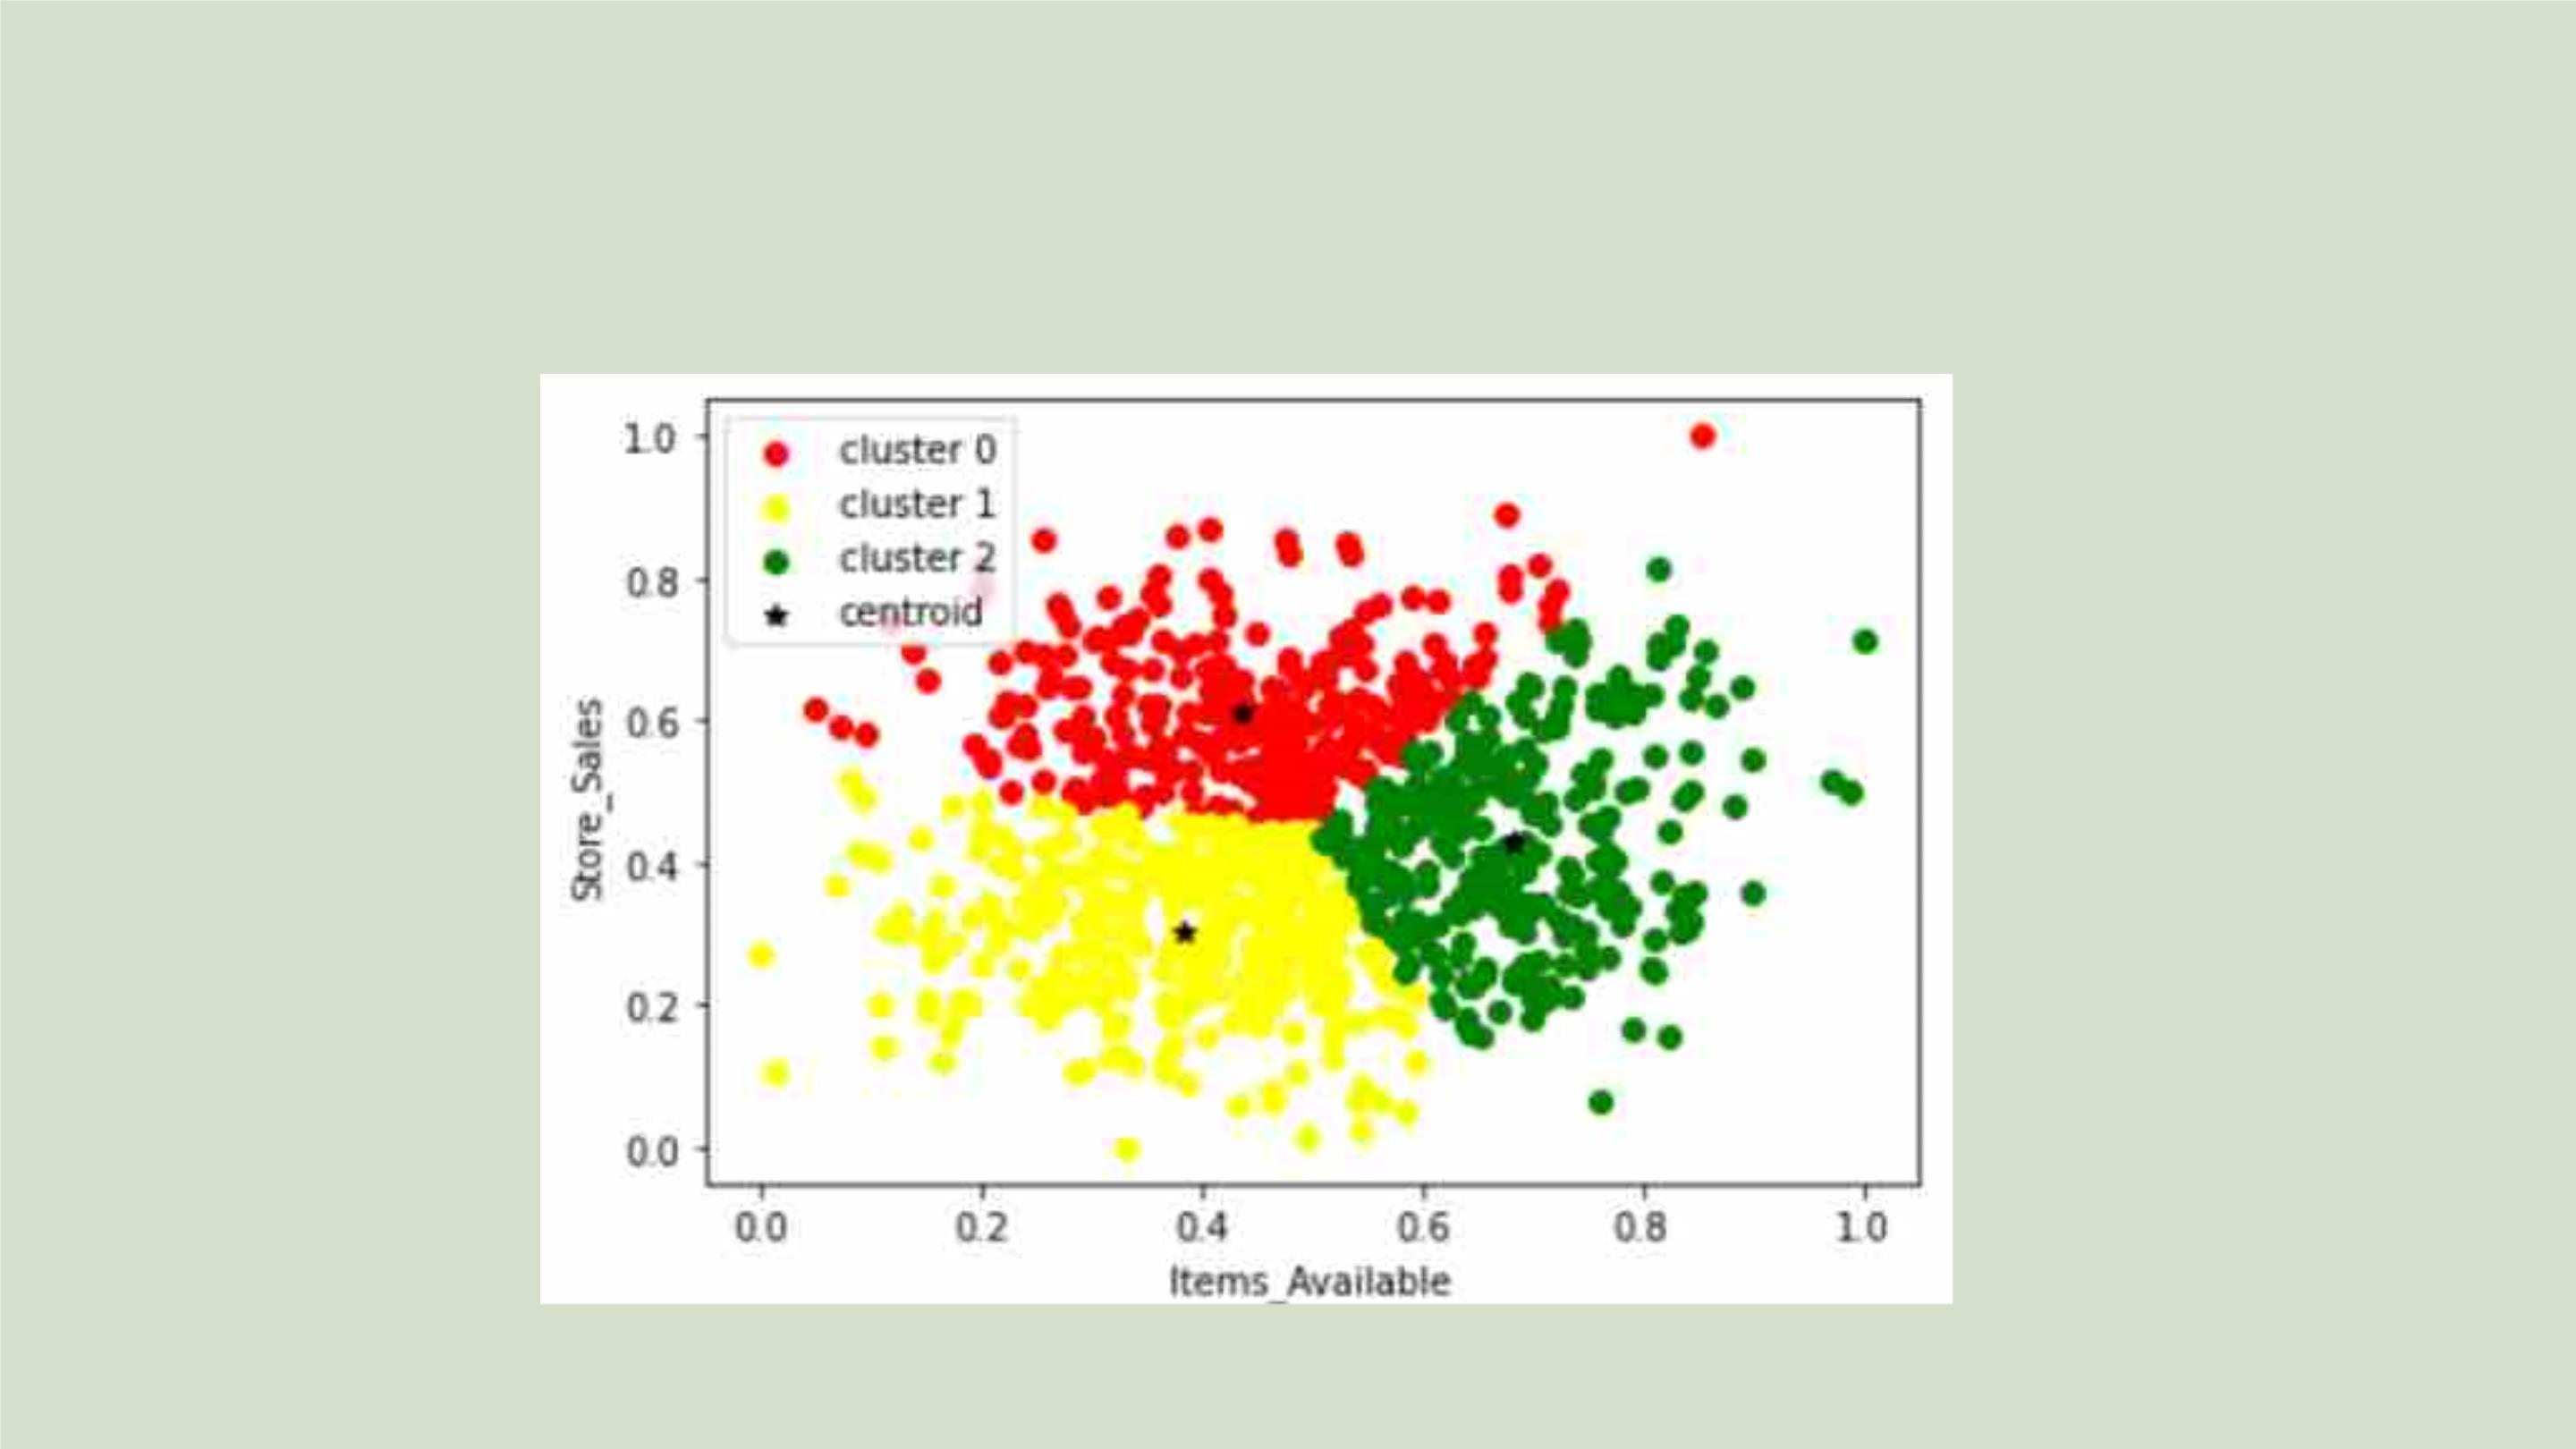 1.0
0.8
0.6
0.4
0.2
0.0
Store_Sales
cluster 0
cluster 1
cluster 2
centroid
0.0 0.2 0.4 0.6 0.8 1.0
Items_Available